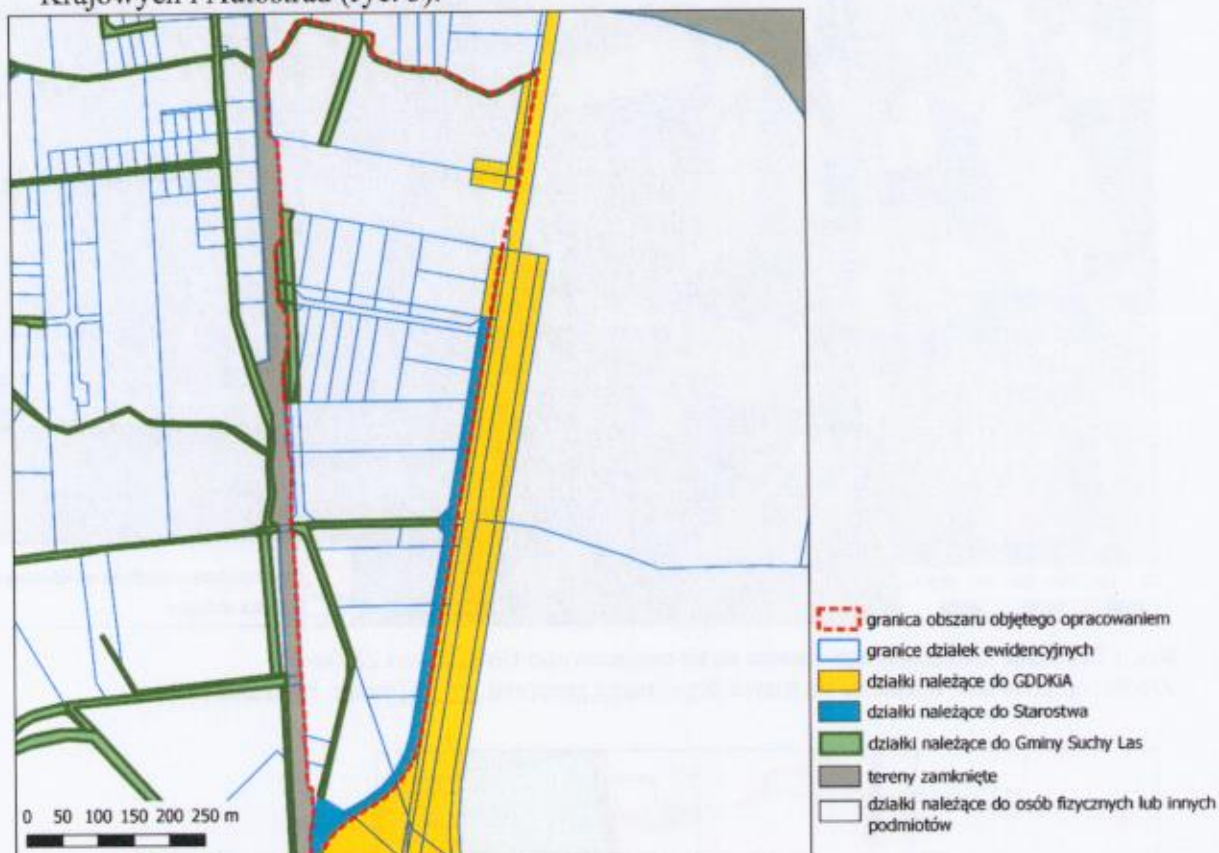 Krajowych i Autostrad (ryc. 3).
0 50 100 150 200 250 m
granica obszaru objętego opracowaniem
granice działek ewidencyjnych
działki należące do GDDKiA
działki należące do Starostwa
działki należące do Gminy Suchy Las
tereny zamknięte
działki należące do osób fizycznych lub innych
podmiotów